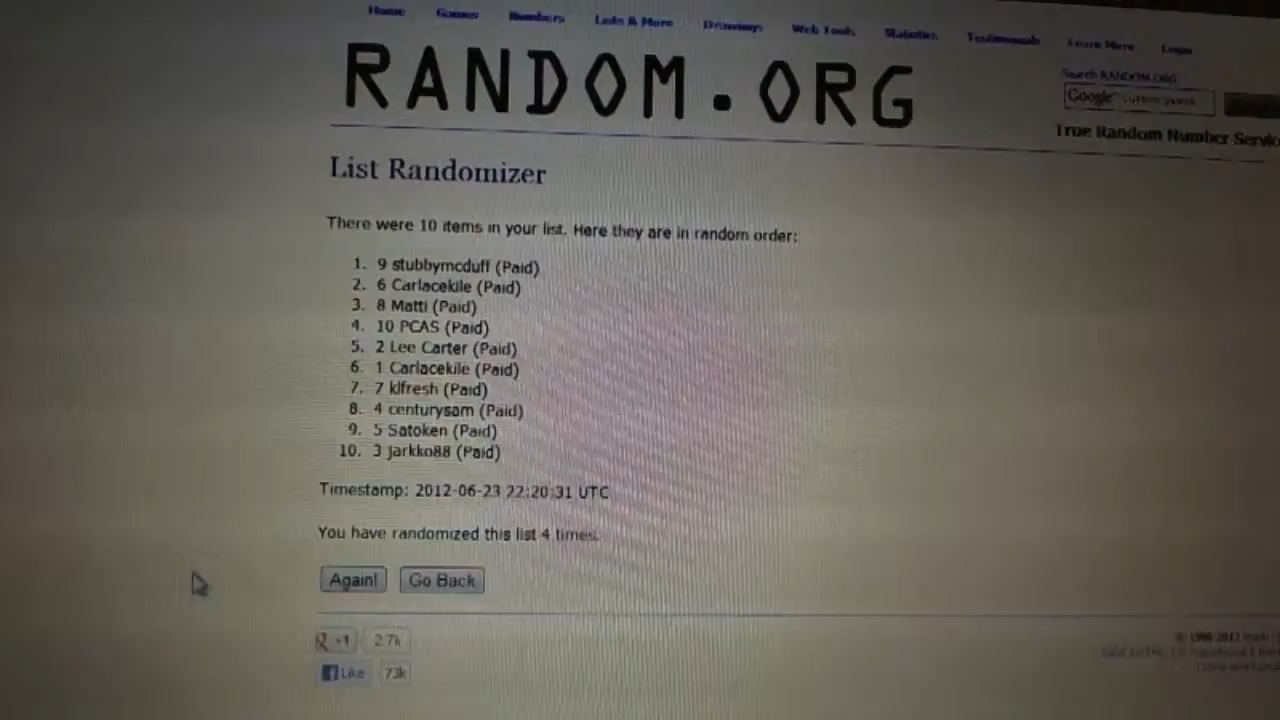 Home Games Numbers Lists & More Drawings Web Tools Statistics Testimonials Learn More Login
RANDOM.ORG
Search RANDOM.ORG
Google™ Custom Search
True Random Number Servic
List Randomizer
There were 10 items in your list. Here they are in random order:
1. 9 stubbymcduff (Paid)
2. 6 Carlacekile (Paid)
3. 8 Matti (Paid)
4. 10 PCAS (Paid)
5. 2 Lee Carter (Paid)
6. 1 Carlacekile (Paid)
7. 7 klfresh (Paid)
8. 4 centurysam (Paid)
9. 5 Satoken (Paid)
10. 3 jarkko88 (Paid)
Timestamp: 2012-06-23 22:20:31 UTC
You have randomized this list 4 times.
Again! Go Back
+1 2.7k
Like 73k
© 1998-2012